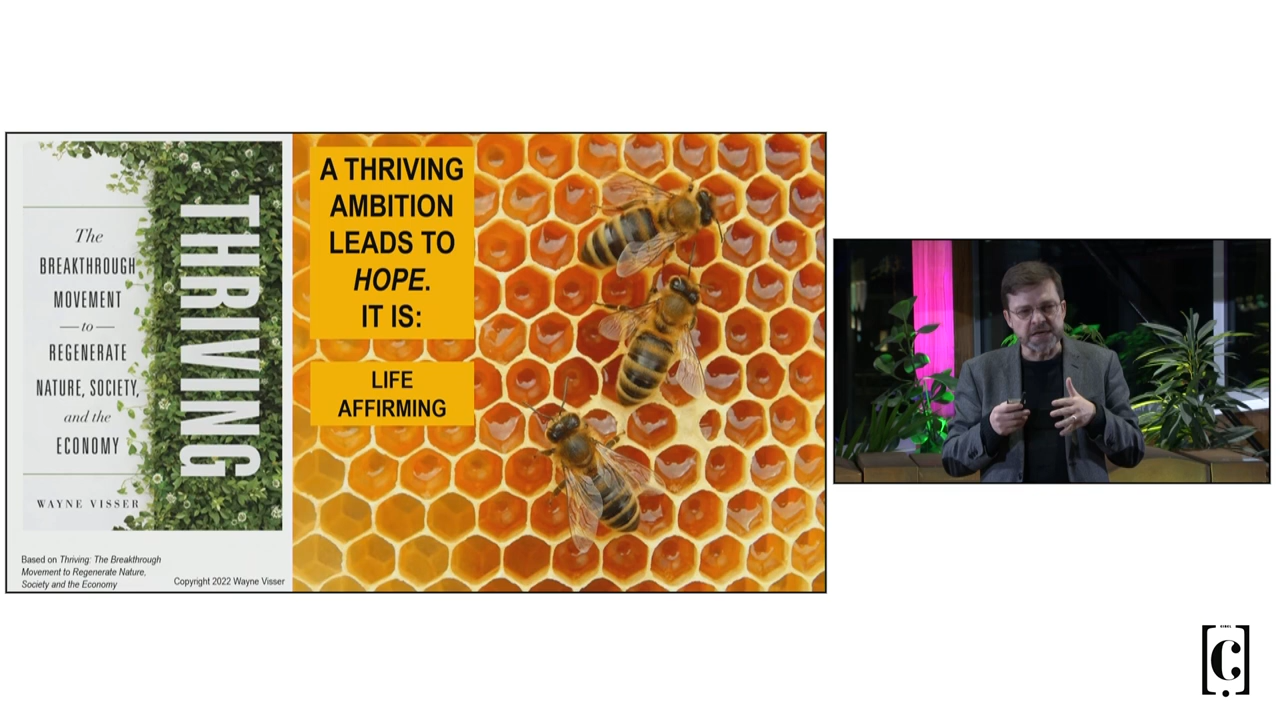 The
BREAKTHROUGH
MOVEMENT
to
REGENERATE
NATURE, SOCIETY,
and the
ECONOMY
WAYNE VISSER
THRIVING
Based on Thriving: The Breakthrough
Movement to Regenerate Nature,
Society and the Economy
Copyright 2022 Wayne Visser
A THRIVING
AMBITION
LEADS TO
HOPE.
IT IS:
LIFE
AFFIRMING